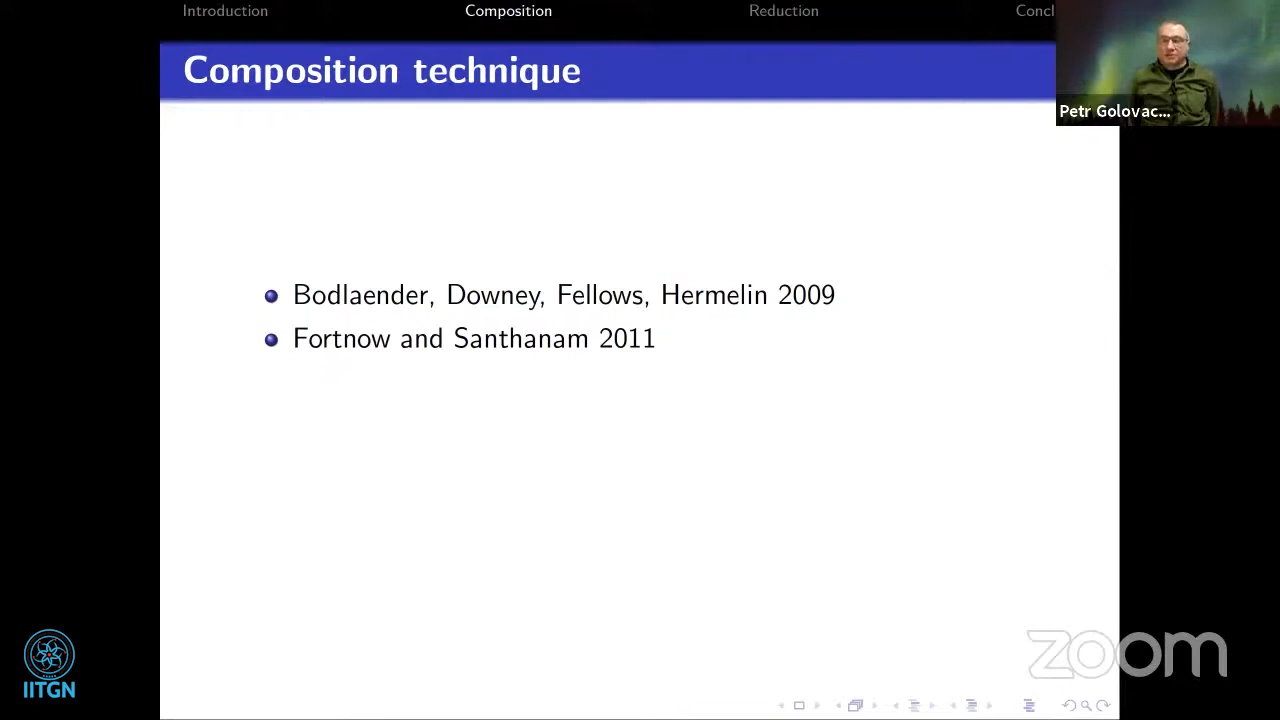 Introduction Composition Reduction Concl
Composition technique
Petr Golovac...
Bodlaender, Downey, Fellows, Hermelin 2009
Fortnow and Santhanam 2011
IITGN
zoom